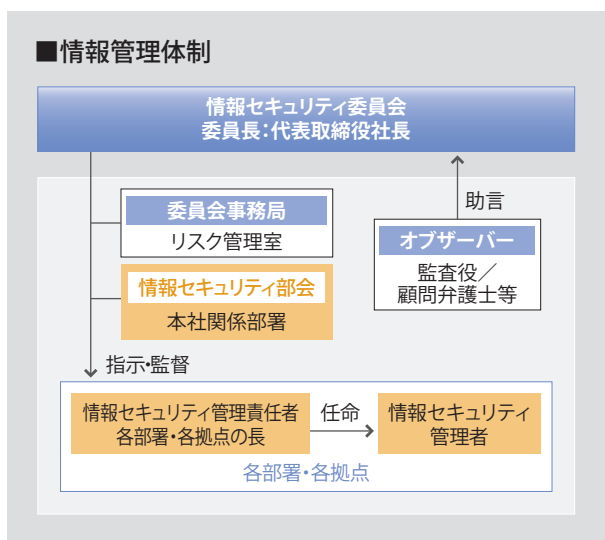 ■情報管理体制
情報セキュリティ委員会
委員長:代表取締役社長
委員会事務局
リスク管理室
情報セキュリティ部会
本社関係部署
助言
オブザーバー
監査役/
顧問弁護士等
指示・監督
情報セキュリティ管理責任者
各部署・各拠点の長
任命
情報セキュリティ
管理者
各部署・各拠点